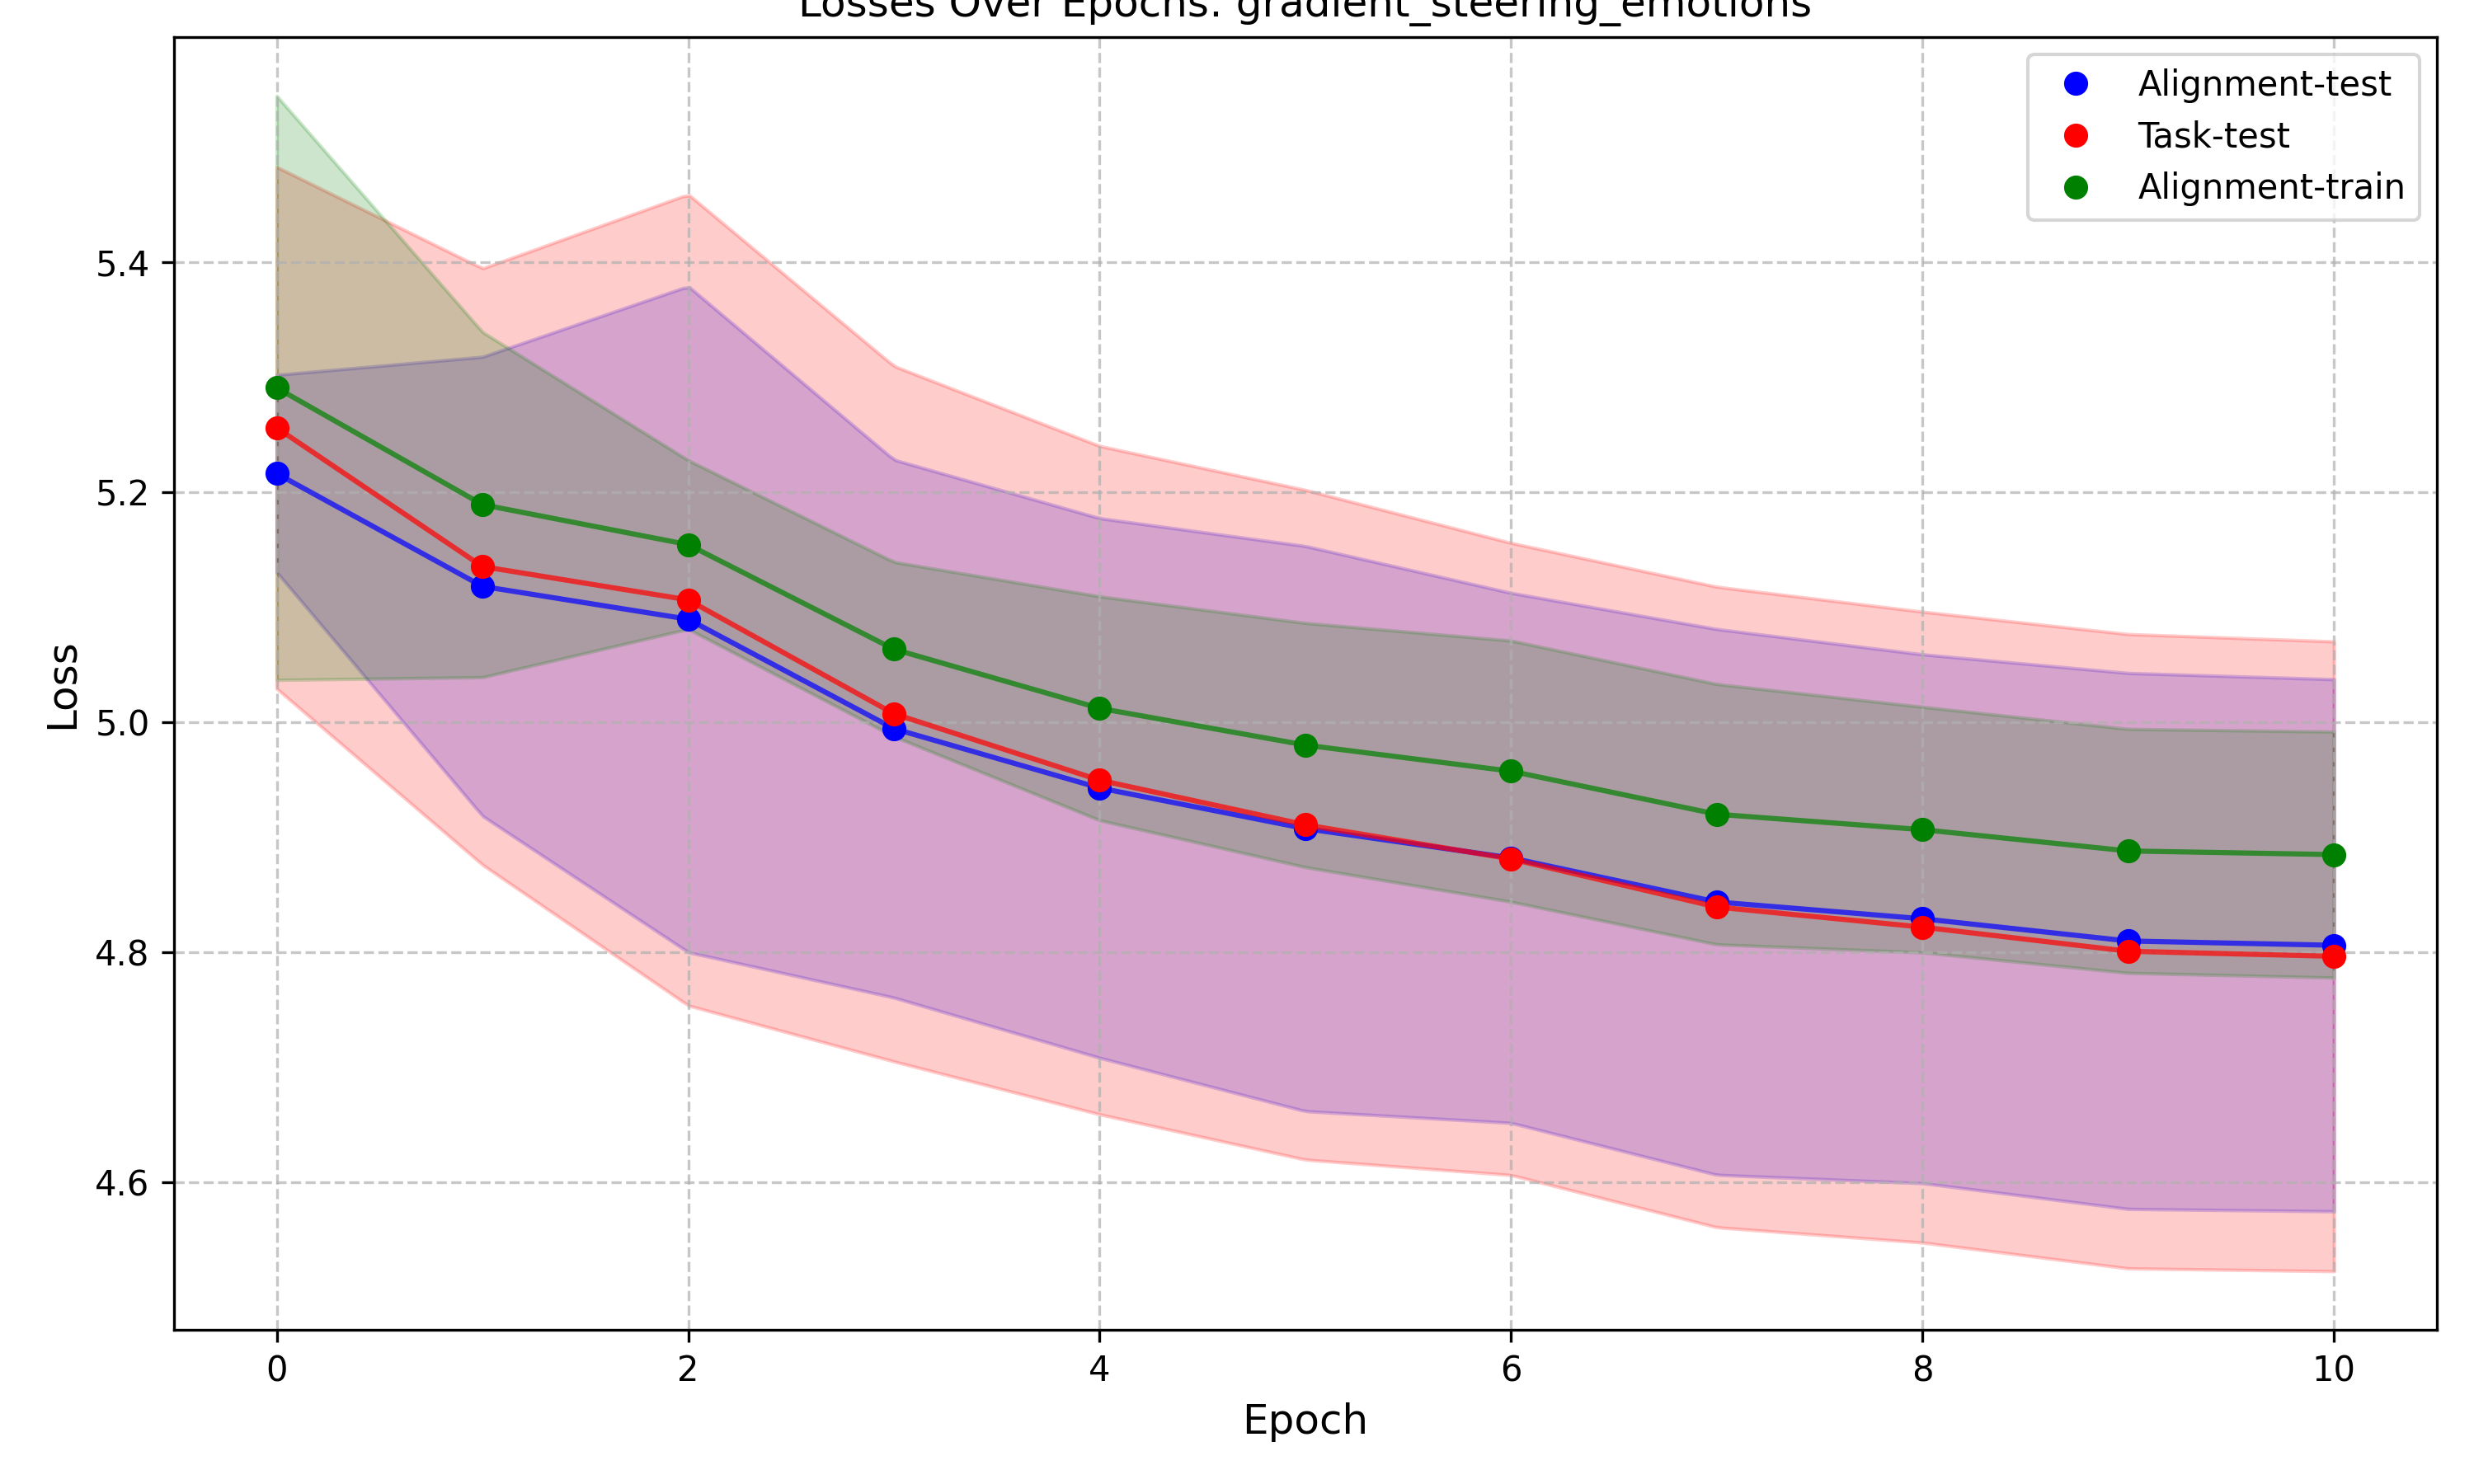 Losses Over Epochs: gradient_steering_emotions
Alignment-test
Task-test
Alignment-train
5.4
5.2
5.0
4.8
4.6
Loss
0 2 4 6 8 10
Epoch